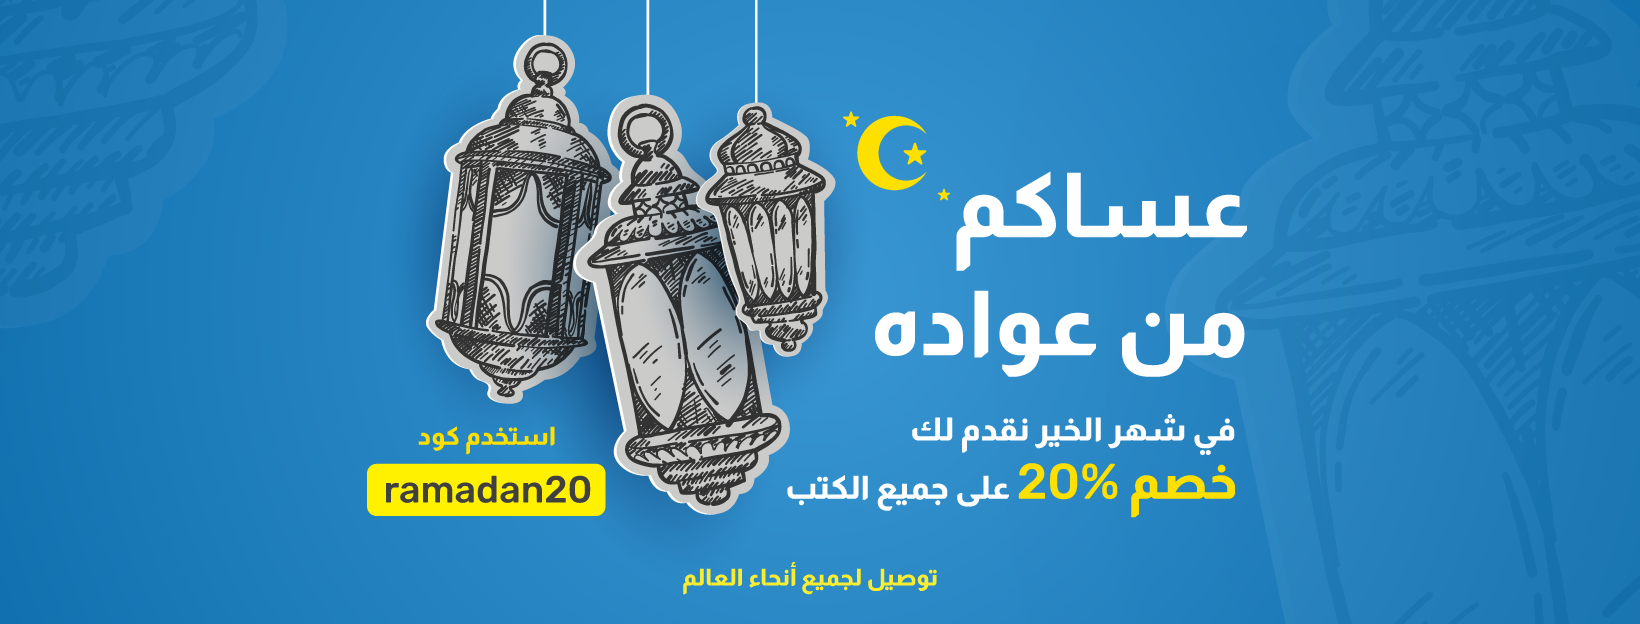 عساكم
من عواده
في شهر الخير نقدم لك
خصم 20% على جميع الكتب
استخدم كود
ramadan20
توصيل لجميع أنحاء العالم